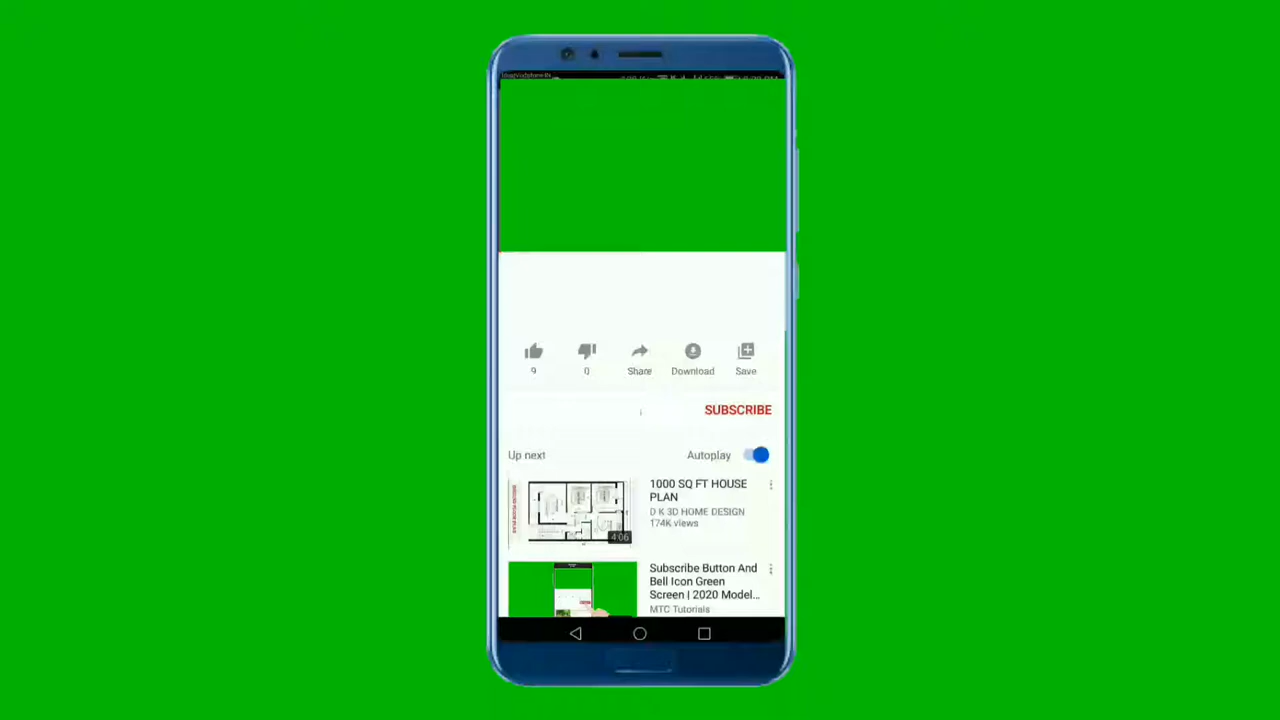 9
0
Share
Download
Save
SUBSCRIBE
Up next
Autoplay
1000 SQ FT HOUSE
PLAN
D K 3D HOME DESIGN
174K views
4:06
Subscribe Button And
Bell Icon Green
Screen | 2020 Model...
MTC Tutorials